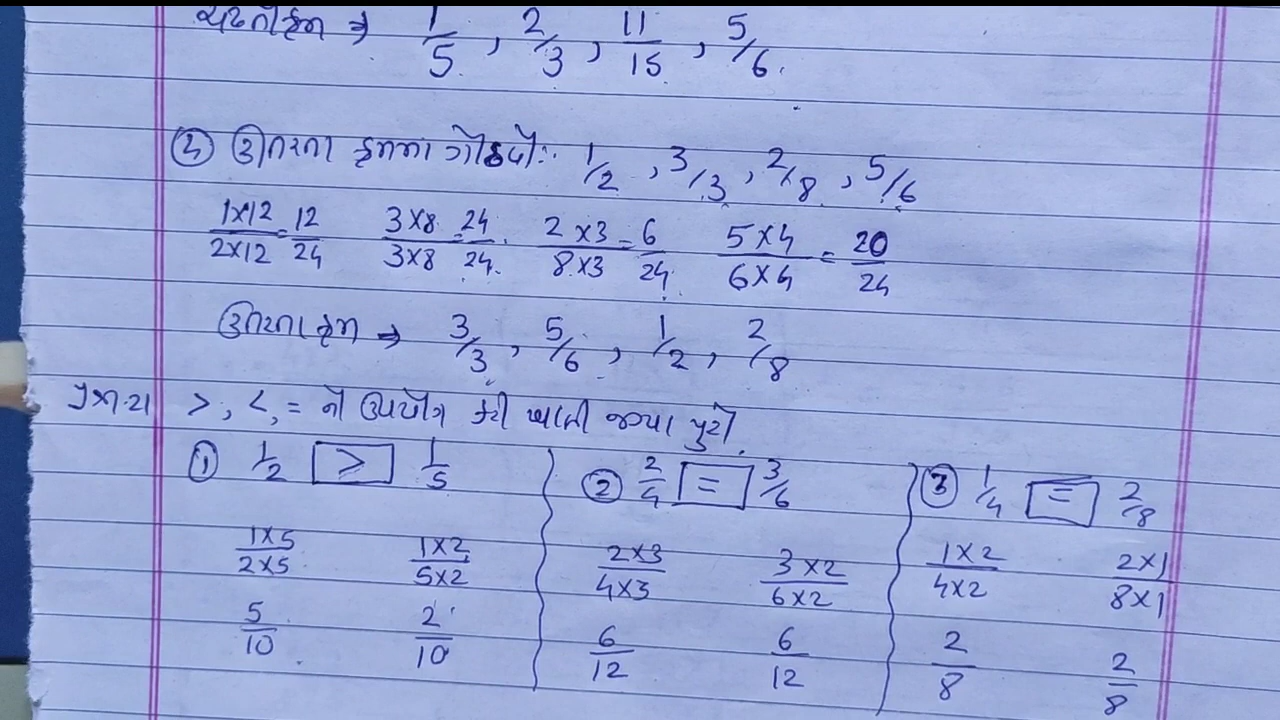 ચઢતોક્રમ → 1/5 , 2/3 , 11/15 , 5/6 .
④ ઊતરતા ક્રમમા ગોઠવો:- 1/2 , 3/3 , 2/8 , 5/6
1×12/2×12 = 12/24 3×8/3×8 = 24/24 . 2×3/8×3 = 6/24 . 5×4/6×4 = 20/24
ઊતરતાક્રમ → 3/3 , 5/6 , 1/2 , 2/8
પ્રશ્ન.21 > , < , = નો ઉપયોગ કરી ખાલી જગ્યા પુરો.
① 1/2 > 1/5 ② 2/4 = 3/6 ③ 1/4 = 2/8
1×5/2×5 1×2/5×2 2×3/4×3 3×2/6×2 1×2/4×2 2×1/8×1
5/10 2/10 6/12 6/12 2/8 2/8